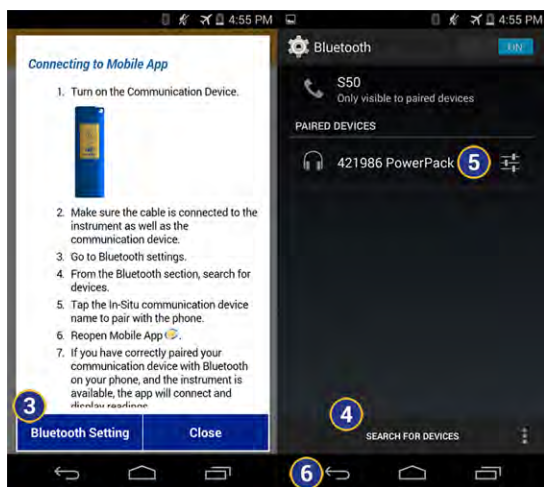 4:55 PM
Connecting to Mobile App
1. Turn on the Communication Device.
2. Make sure the cable is connected to the
instrument as well as the
communication device.
3. Go to Bluetooth settings.
4. From the Bluetooth section, search for
devices.
5. Tap the In-Situ communication device
name to pair with the phone.
6. Reopen Mobile App
7. If you have correctly paired your
communication device with Bluetooth
on your phone, and the instrument is
available, the app will connect and
display readings
3
Bluetooth Setting
Close
4:55 PM
Bluetooth
ON
S50
Only visible to paired devices
PAIRED DEVICES
421986 PowerPack
5
4
SEARCH FOR DEVICES
6